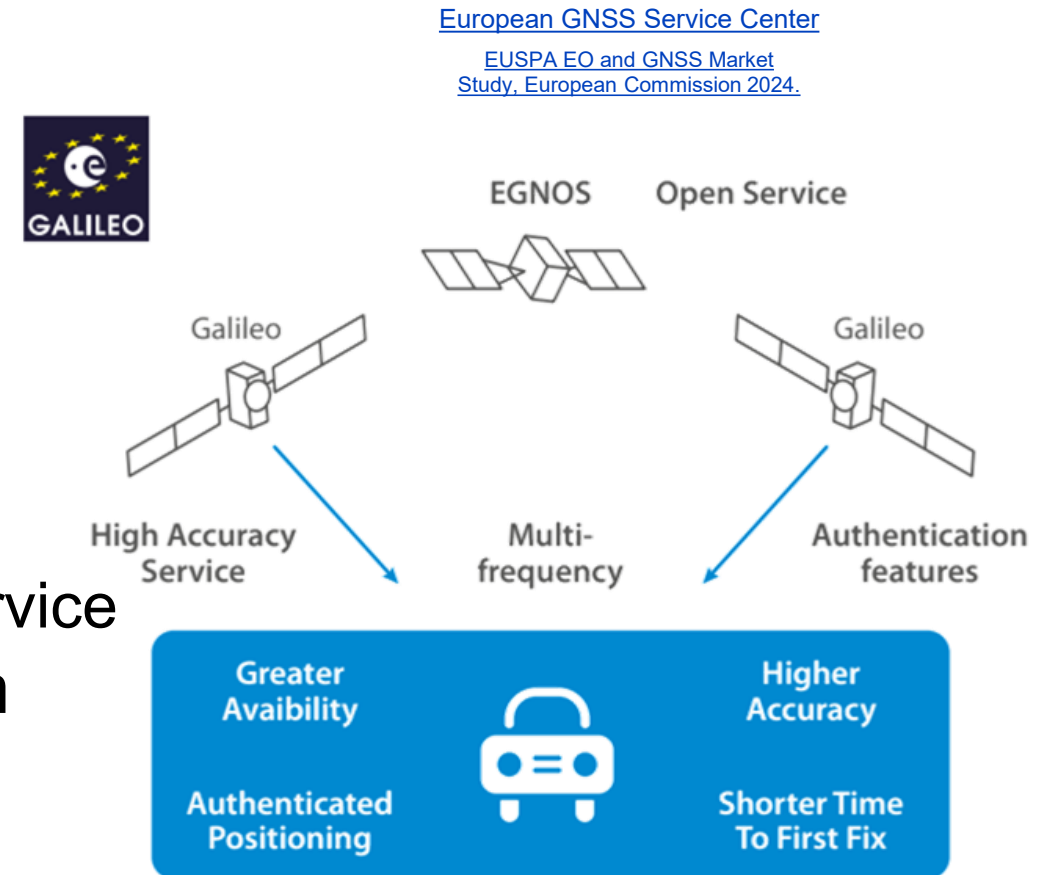 European GNSS Service Center
EUSPA EO and GNSS Market
Study, European Commission 2024.
GALILEO
EGNOS
Open Service
Galileo
Galileo
High Accuracy
Service
Multi-
frequency
Authentication
features
rvice
Greater
Avaibility
Higher
Accuracy
Authenticated
Positioning
Shorter Time
To First Fix